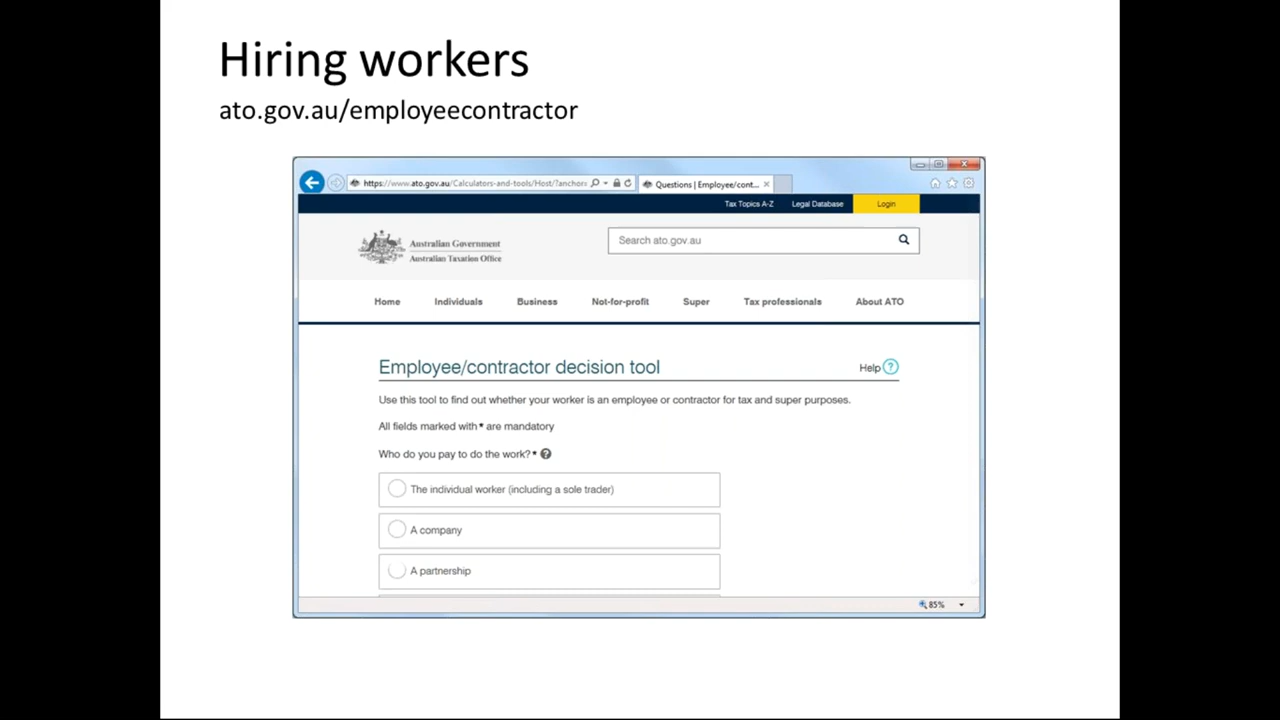 Hiring workers
ato.gov.au/employeecontractor
https://www.ato.gov.au/Calculators-and-tools/Host/?anchor
Questions | Employee/cont...
Tax Topics A-Z Legal Database Login
Australian Government
Australian Taxation Office
Search ato.gov.au
Home Individuals Business Not-for-profit Super Tax professionals About ATO
Employee/contractor decision tool Help ?
Use this tool to find out whether your worker is an employee or contractor for tax and super purposes.
All fields marked with * are mandatory
Who do you pay to do the work? * ?
The individual worker (including a sole trader)
A company
A partnership
85%